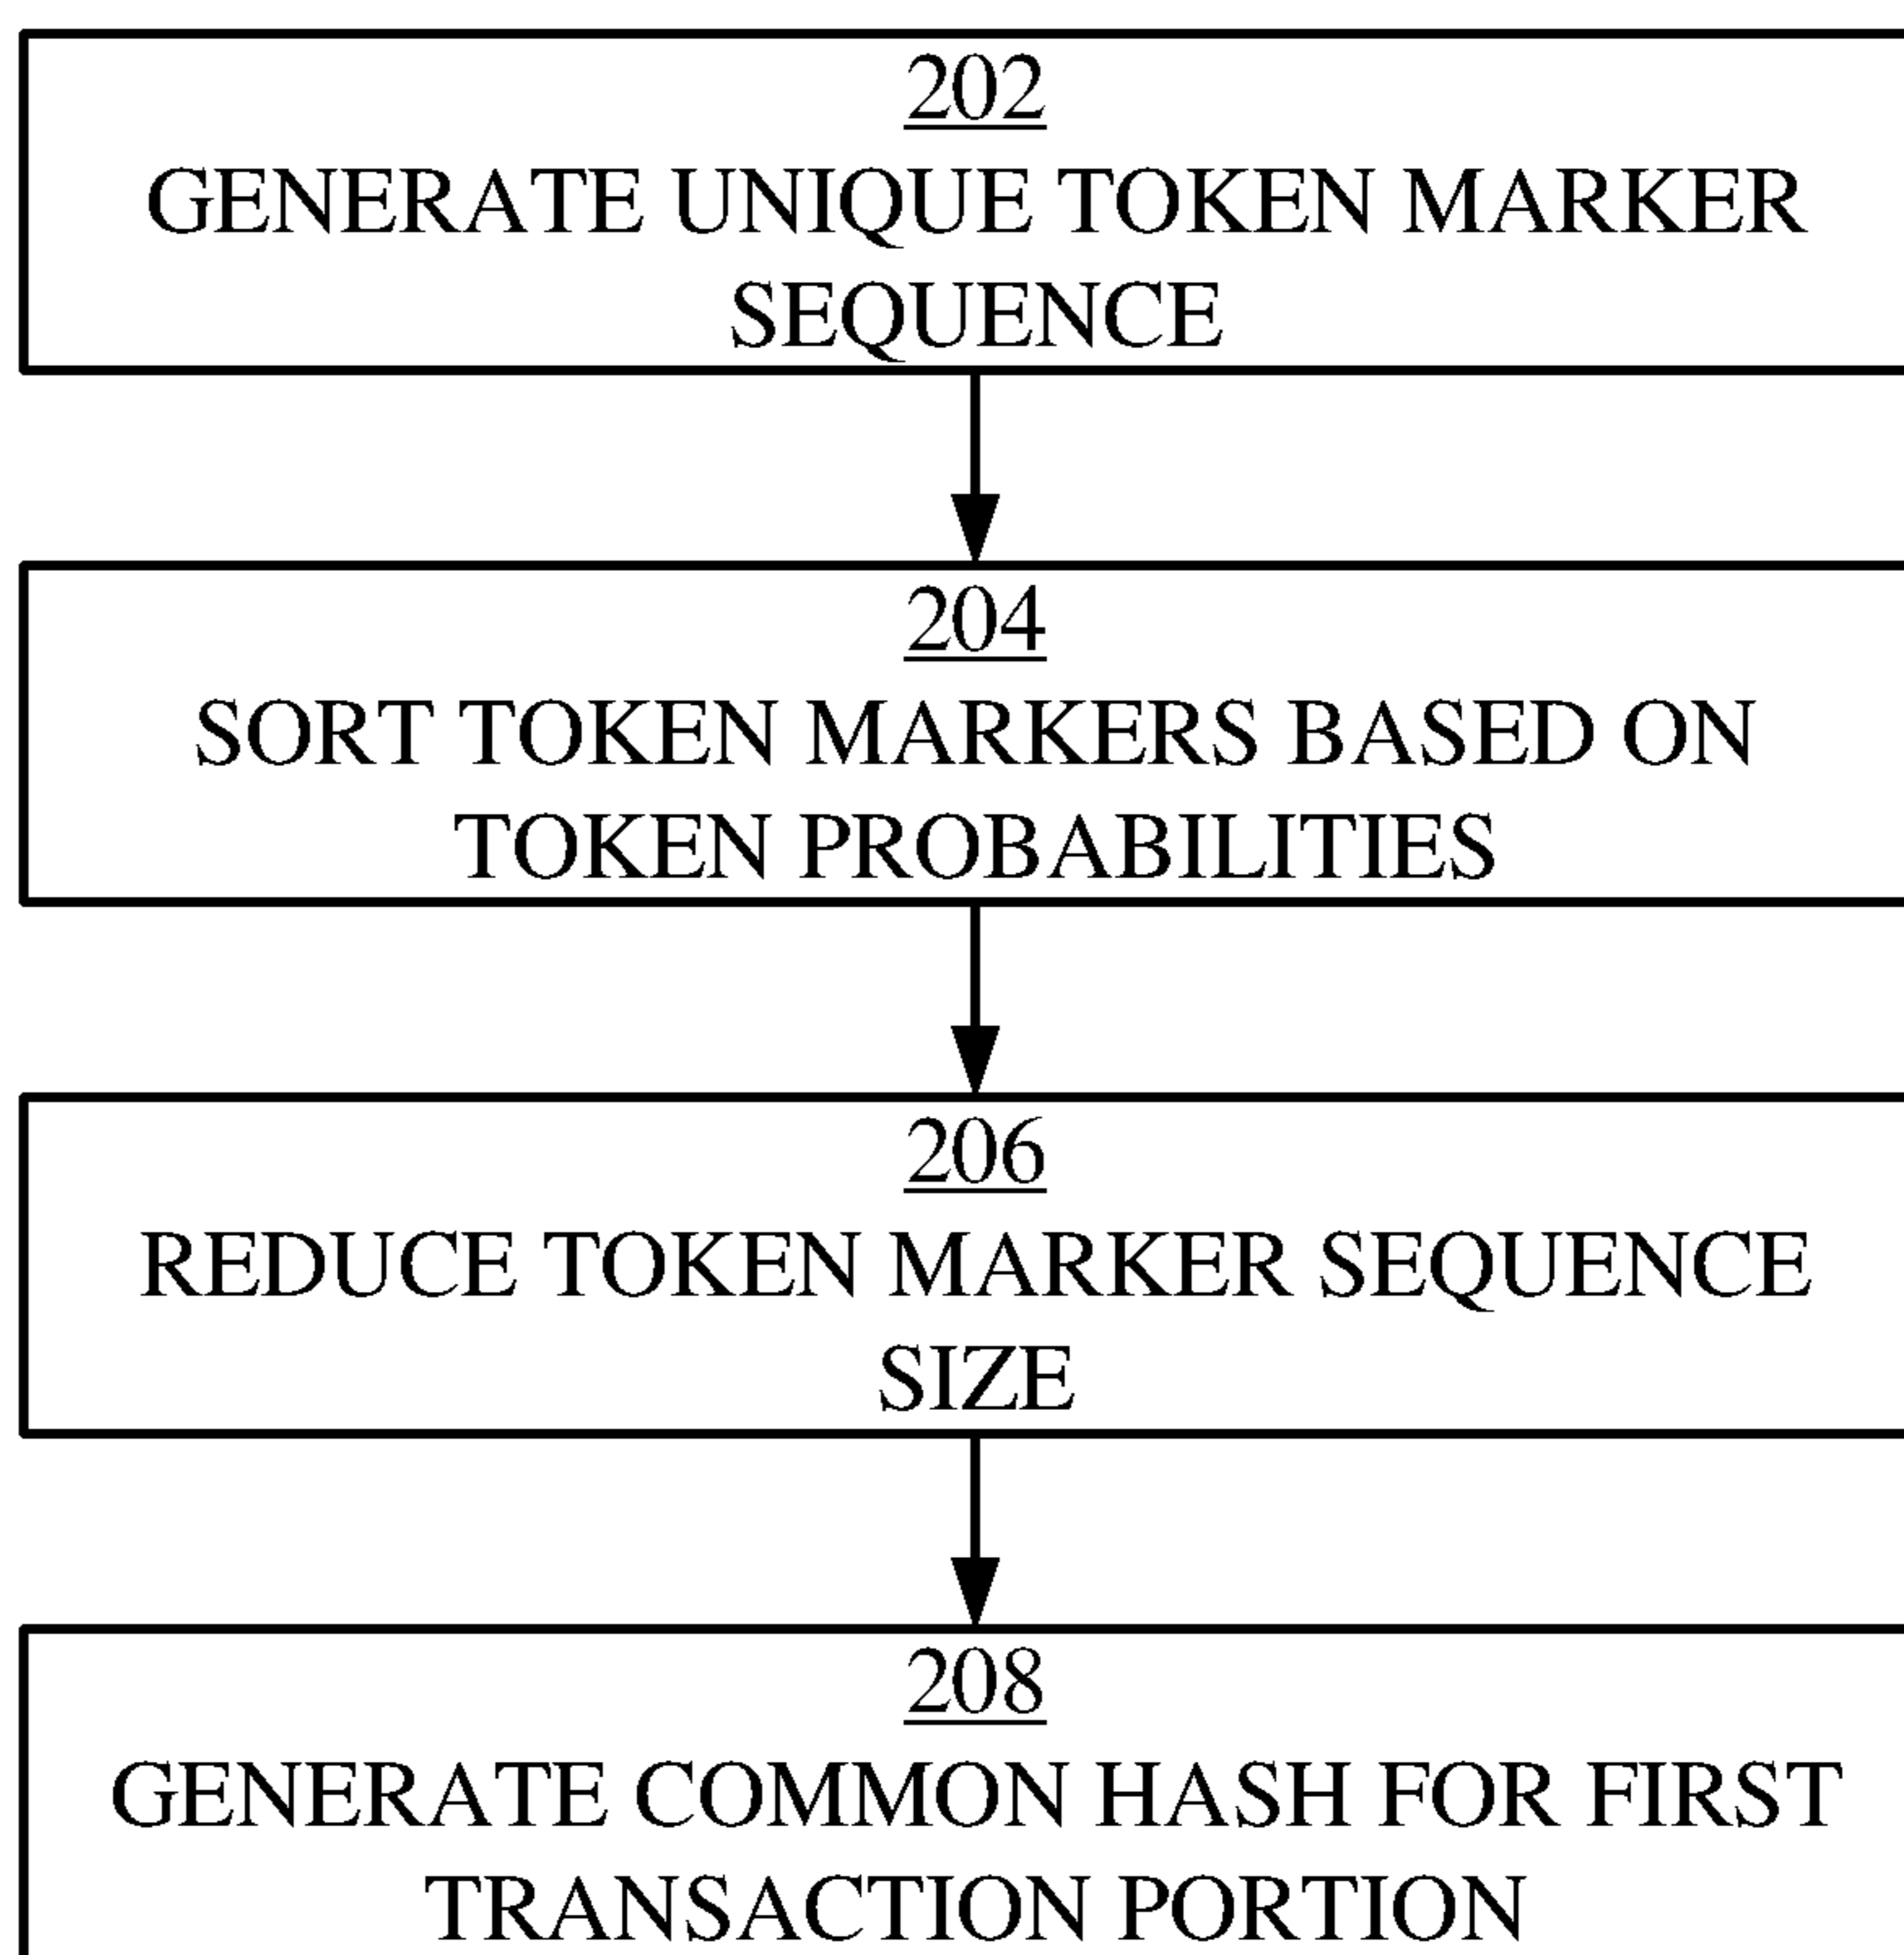 202
GENERATE UNIQUE TOKEN MARKER
SEQUENCE
204
SORT TOKEN MARKERS BASED ON
TOKEN PROBABILITIES
206
REDUCE TOKEN MARKER SEQUENCE
SIZE
208
GENERATE COMMON HASH FOR FIRST
TRANSACTION PORTION